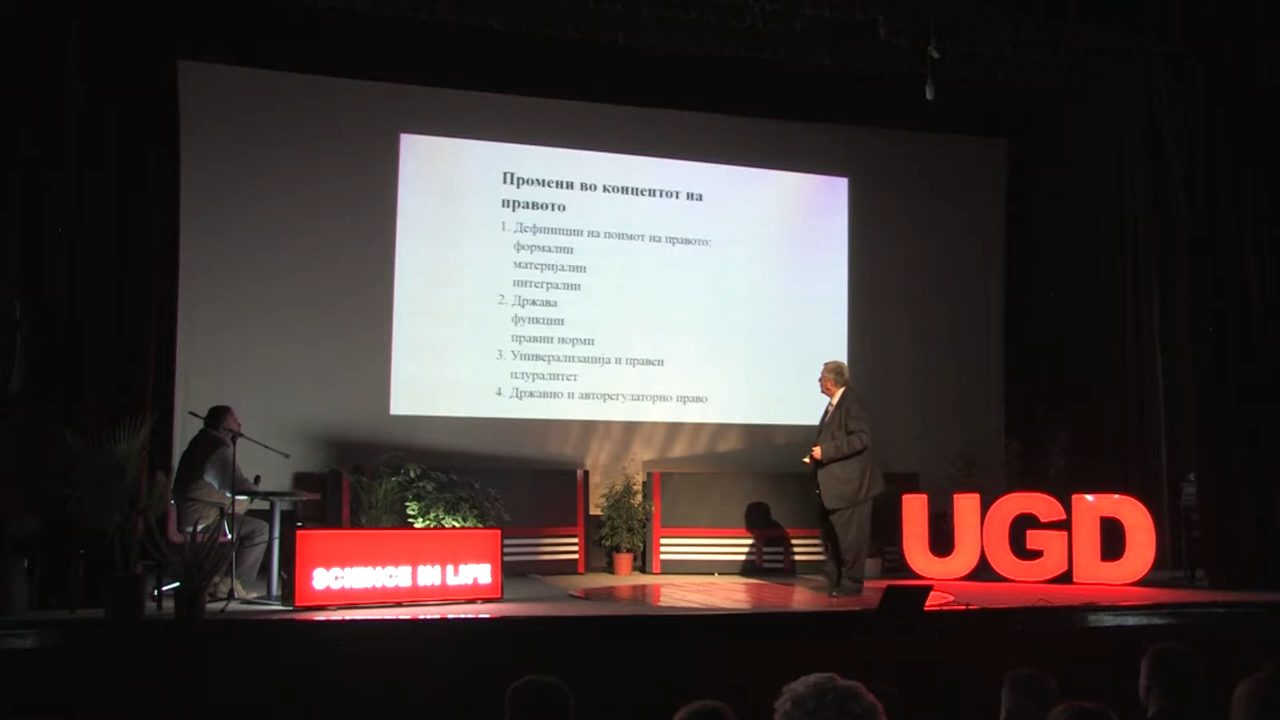 Промени во концептот на
правото
1. Дефиниции на поимот на правото:
формални
материјални
интегрални
2. Држава
функции
правни норми
3. Универализација и правен
плуралитет
4. Државно и авторегулаторно право
SCIENCE IN LIFE
UGD